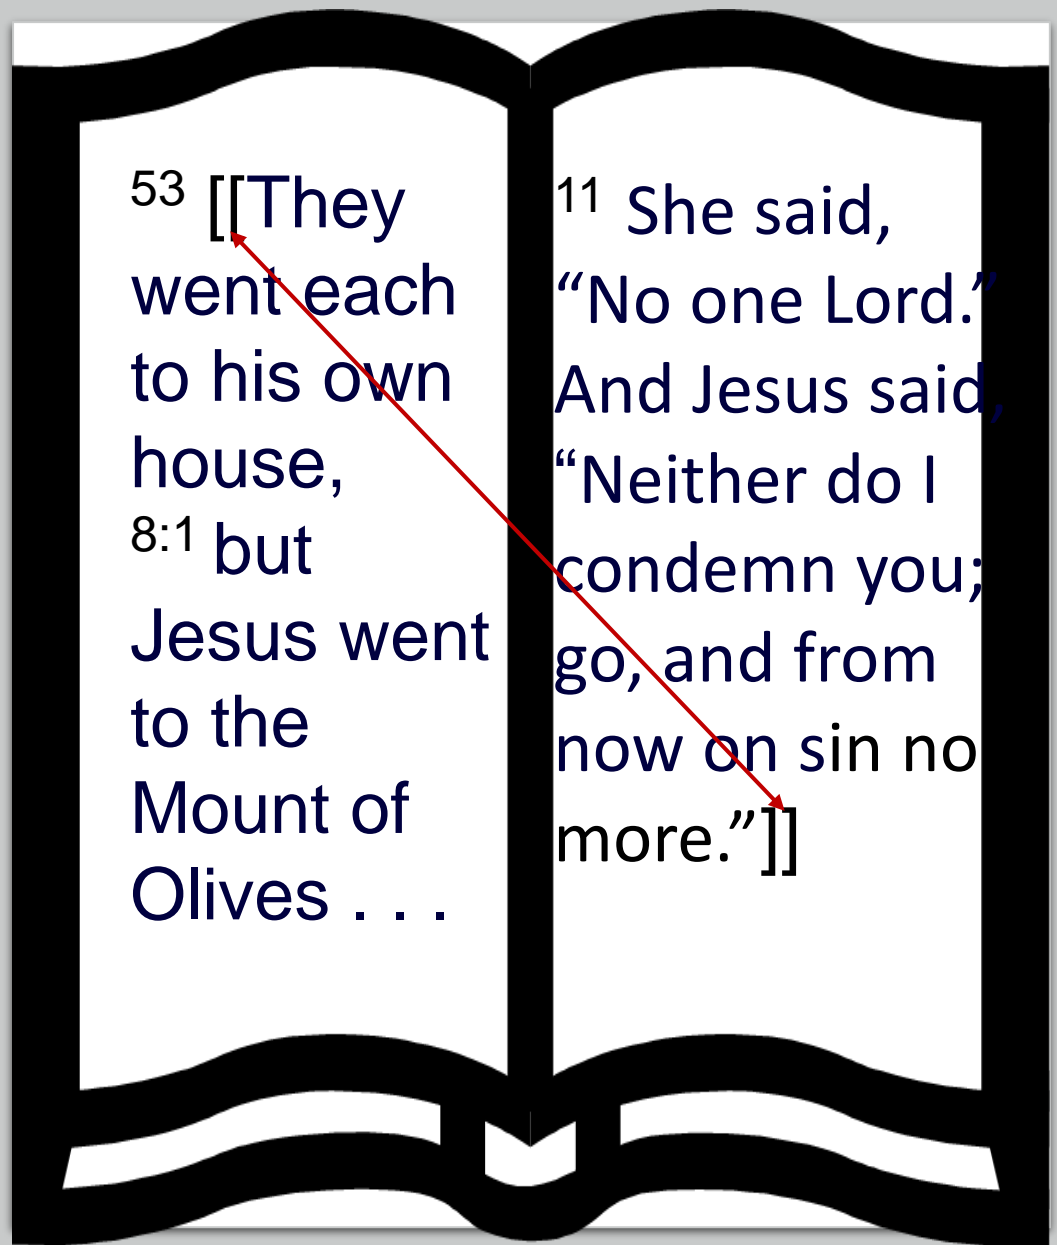 53 [[They
went each
to his own
house,
8:1 but
Jesus went
to the
Mount of
Olives . . .
11 She said,
“No one Lord.”
And Jesus said,
“Neither do I
condemn you;
go, and from
now on sin no
more.”]]